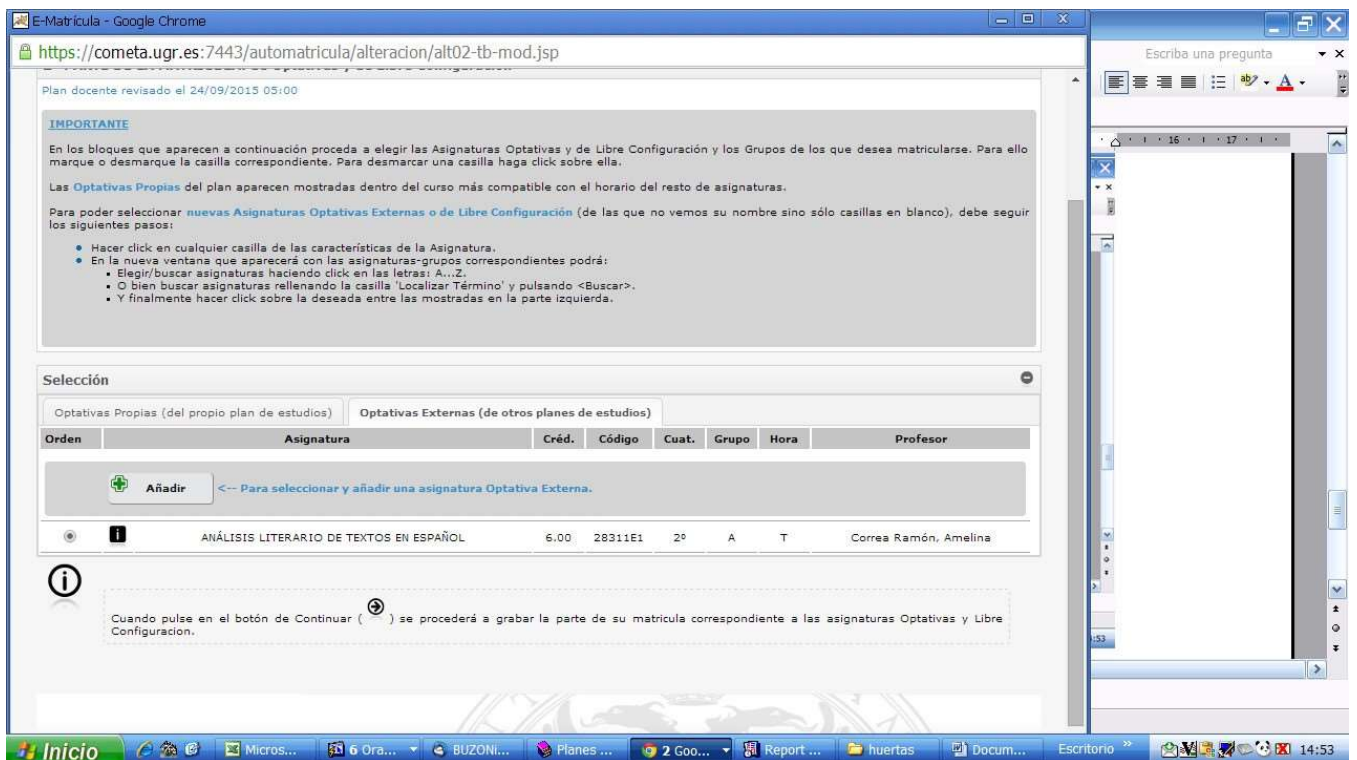 E-Matrícula - Google Chrome
https://cometa.ugr.es:7443/automatricula/alteracion/alt02-tb-mod.jsp
Escriba una pregunta
Plan docente revisado el 24/09/2015 05:00
IMPORTANTE
En los bloques que aparecen a continuación proceda a elegir las Asignaturas Optativas y de Libre Configuración y los Grupos de los que desea matricularse. Para ello
marque o desmarque la casilla correspondiente. Para desmarcar una casilla haga click sobre ella.
Las Optativas Propias del plan aparecen mostradas dentro del curso más compatible con el horario del resto de asignaturas.
Para poder seleccionar nuevas Asignaturas Optativas Externas o de Libre Configuración (de las que no vemos su nombre sino sólo casillas en blanco), debe seguir
los siguientes pasos:
Hacer click en cualquier casilla de las características de la Asignatura.
En la nueva ventana que aparecerá con las asignaturas-grupos correspondientes podrá:
Elegir/buscar asignaturas haciendo click en las letras: A...Z.
O bien buscar asignaturas rellenando la casilla 'Localizar Término' y pulsando <Buscar>.
Y finalmente hacer click sobre la deseada entre las mostradas en la parte izquierda.
Selección
Optativas Propias (del propio plan de estudios) Optativas Externas (de otros planes de estudios)
Orden Asignatura Créd. Código Cuat. Grupo Hora Profesor
Añadir <-- Para seleccionar y añadir una asignatura Optativa Externa.
ANÁLISIS LITERARIO DE TEXTOS EN ESPAÑOL 6.00 28311E1 2º A T Correa Ramón, Amelina
Cuando pulse en el botón de Continuar ( ) se procederá a grabar la parte de su matricula correspondiente a las asignaturas Optativas y Libre
Configuracion.
16 17
:53
Inicio Micros... 6 Ora... BUZONI... Planes ... 2 Goo... Report ... huertas Docum... Escritorio » 14:53